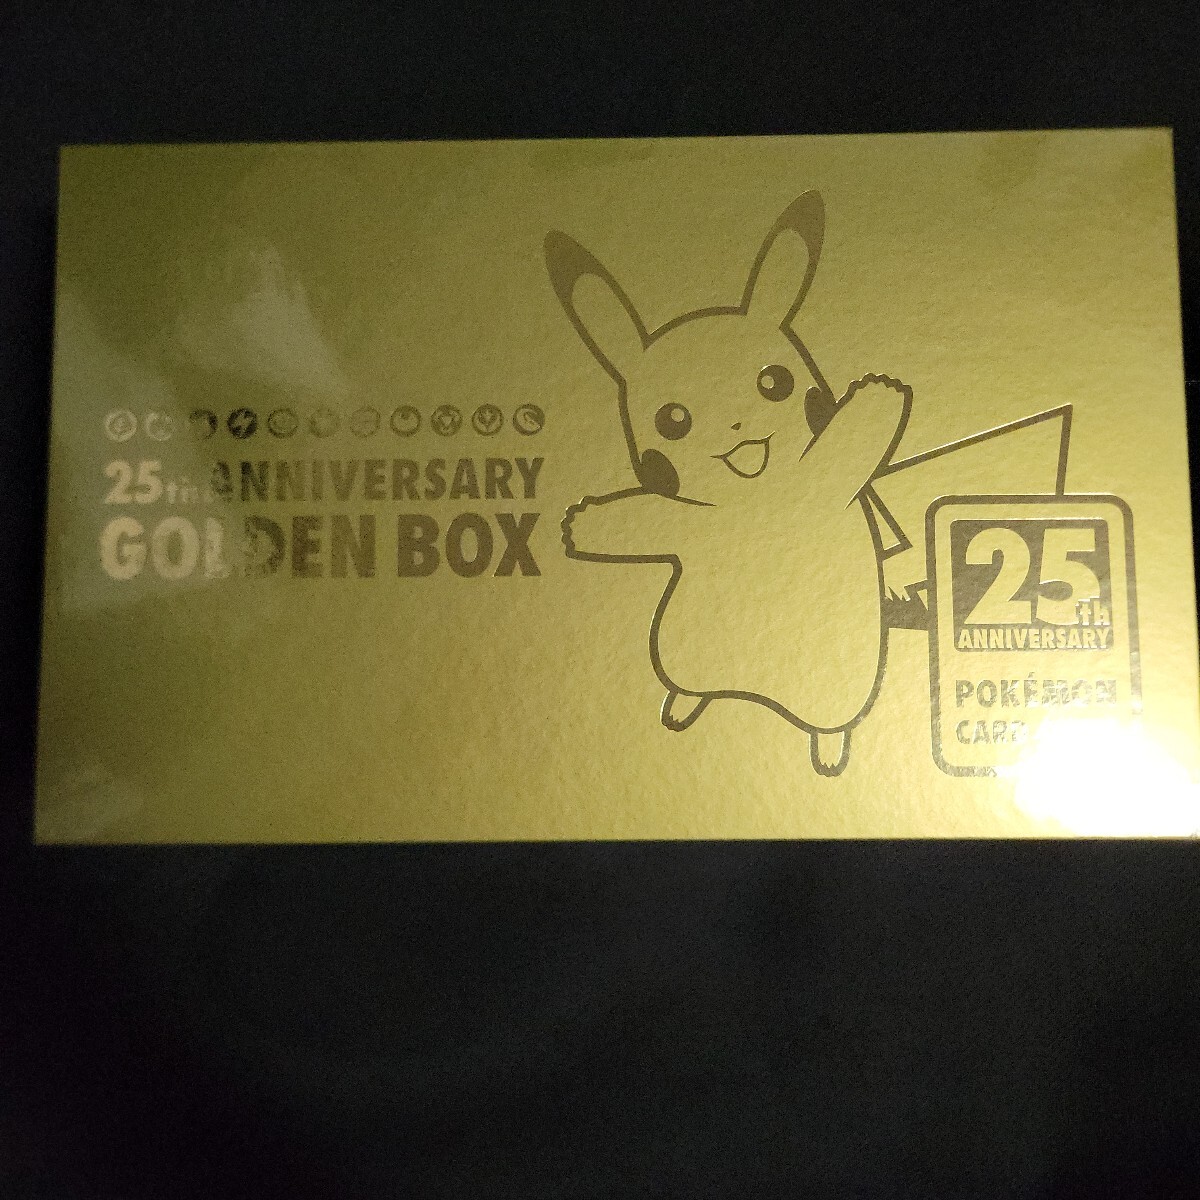 25th ANNIVERSARY
GOLDEN BOX
25th
ANNIVERSARY
POKÉMON
CARD